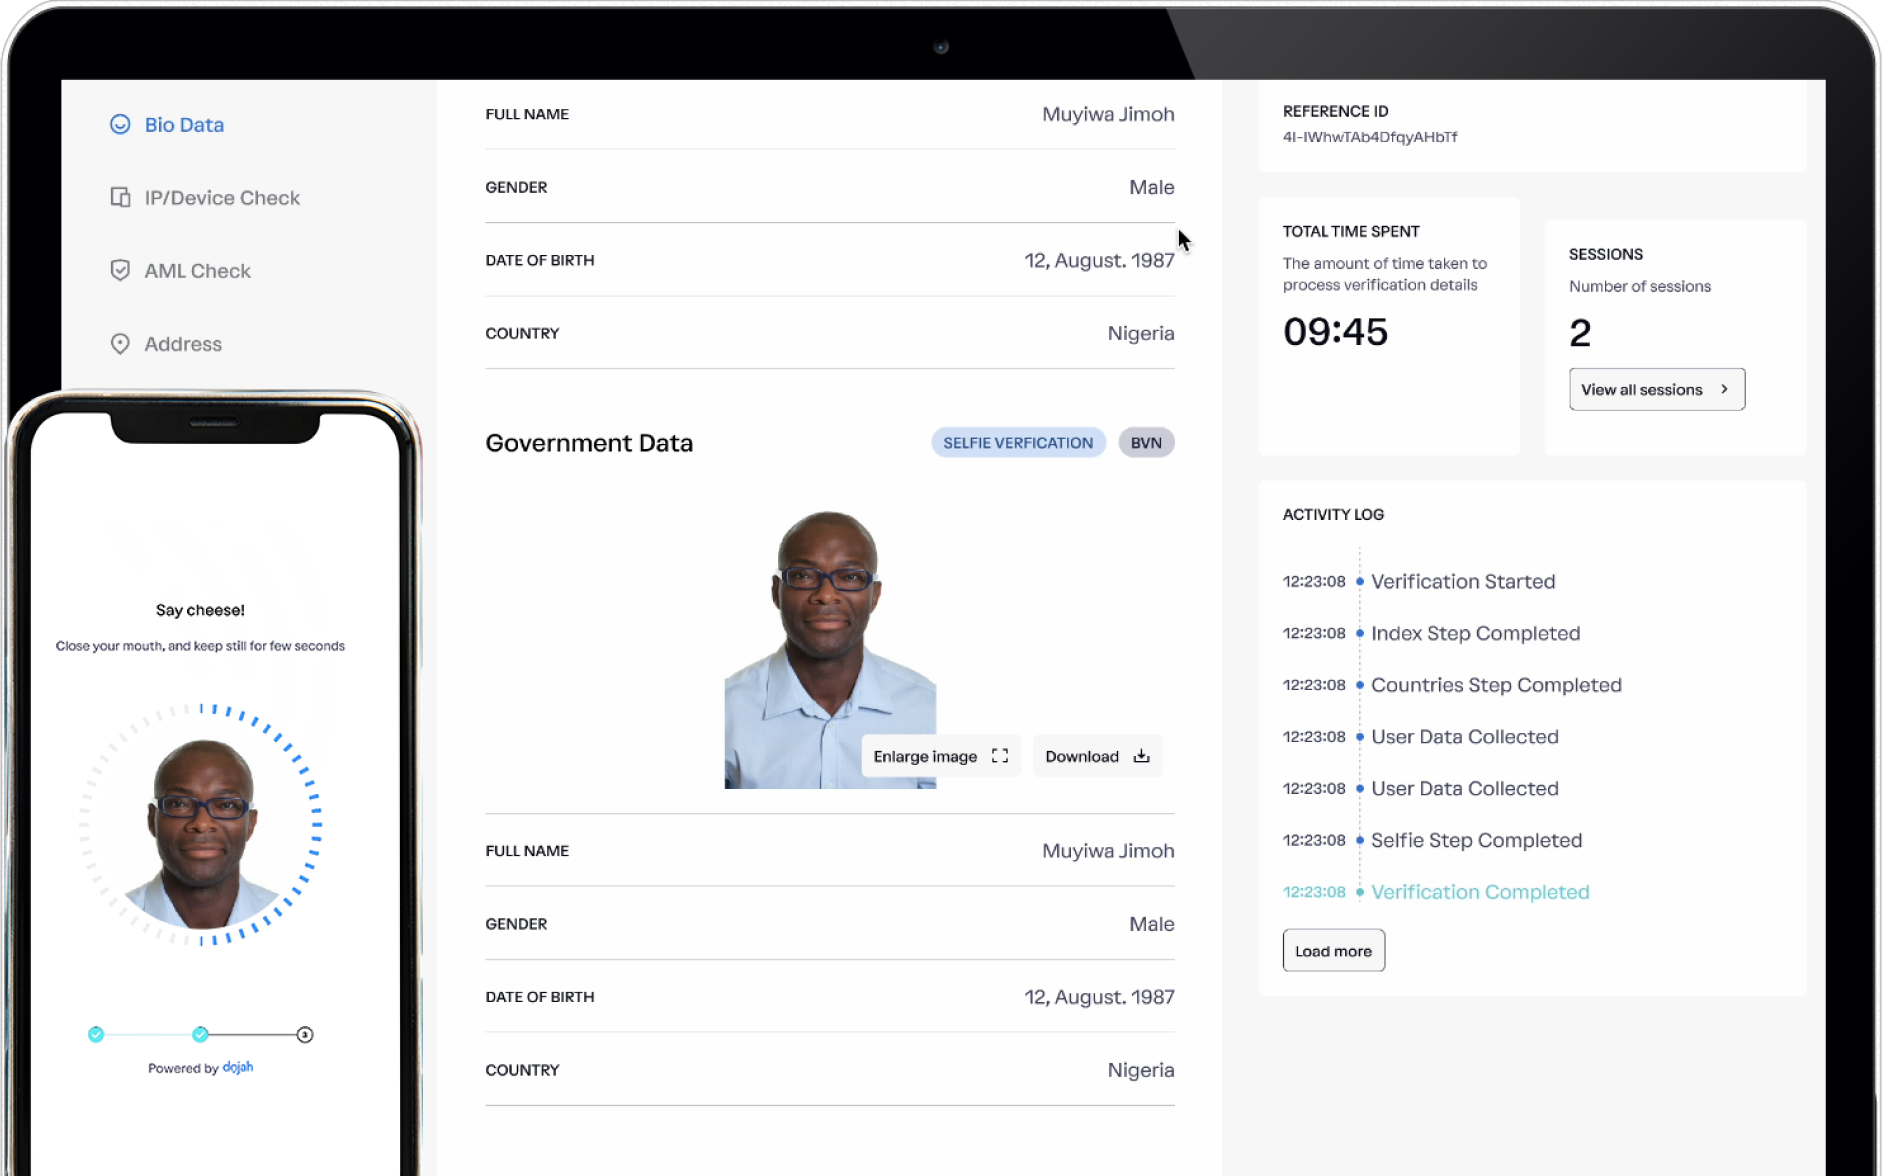 Bio Data
IP/Device Check
AML Check
Address
FULL NAME
Muyiwa Jimoh
GENDER
Male
DATE OF BIRTH
12, August. 1987
COUNTRY
Nigeria
Government Data
SELFIE VERFICATION
BVN
Enlarge image
Download
FULL NAME
Muyiwa Jimoh
GENDER
Male
DATE OF BIRTH
12, August. 1987
COUNTRY
Nigeria
REFERENCE ID
4I-IWhwTAb4DfqyAHbTf
TOTAL TIME SPENT
The amount of time taken to
process verification details
09:45
SESSIONS
Number of sessions
2
View all sessions
ACTIVITY LOG
12:23:08 Verification Started
12:23:08 Index Step Completed
12:23:08 Countries Step Completed
12:23:08 User Data Collected
12:23:08 User Data Collected
12:23:08 Selfie Step Completed
12:23:08 Verification Completed
Load more
Say cheese!
Close your mouth, and keep still for few seconds
3
Powered by dojah